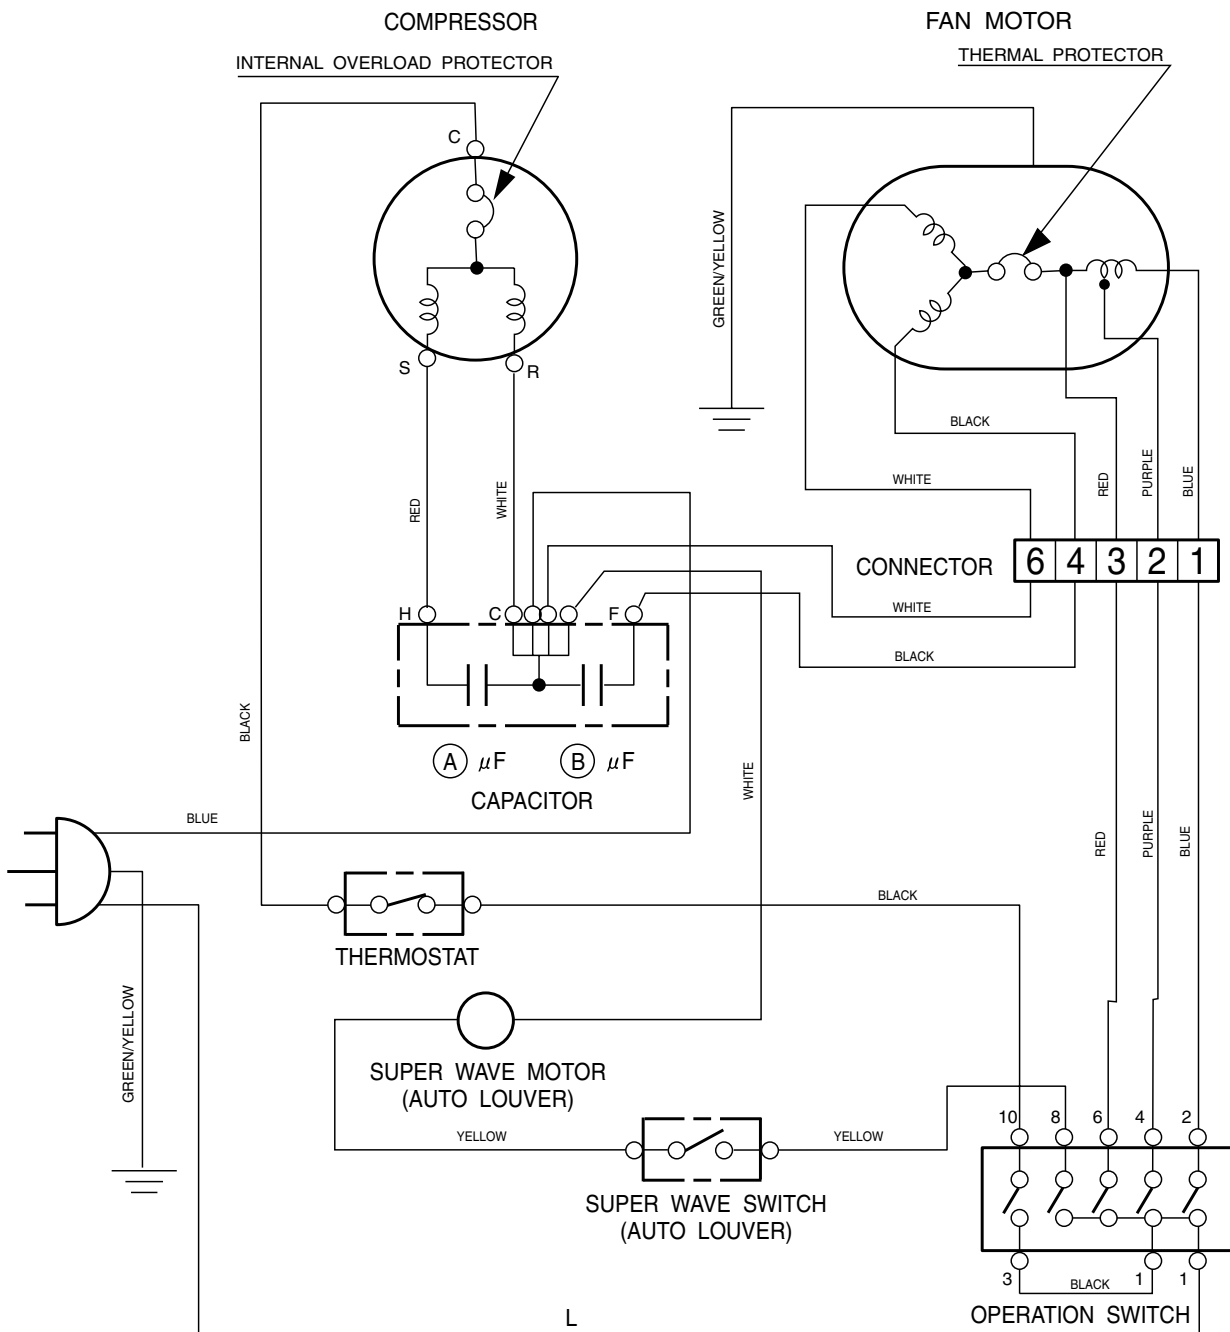 COMPRESSOR
FAN MOTOR
INTERNAL OVERLOAD PROTECTOR
THERMAL PROTECTOR
C
GREEN/YELLOW
S
R
BLACK
WHITE
RED
WHITE
RED
PURPLE
BLUE
CONNECTOR
6 4 3 2 1
H
C
F
WHITE
BLACK
BLACK
A µF
B µF
CAPACITOR
WHITE
BLUE
RED
PURPLE
BLUE
BLACK
THERMOSTAT
GREEN/YELLOW
SUPER WAVE MOTOR
(AUTO LOUVER)
YELLOW
YELLOW
10 8 6 4 2
SUPER WAVE SWITCH
(AUTO LOUVER)
3
BLACK
1
1
L
OPERATION SWITCH